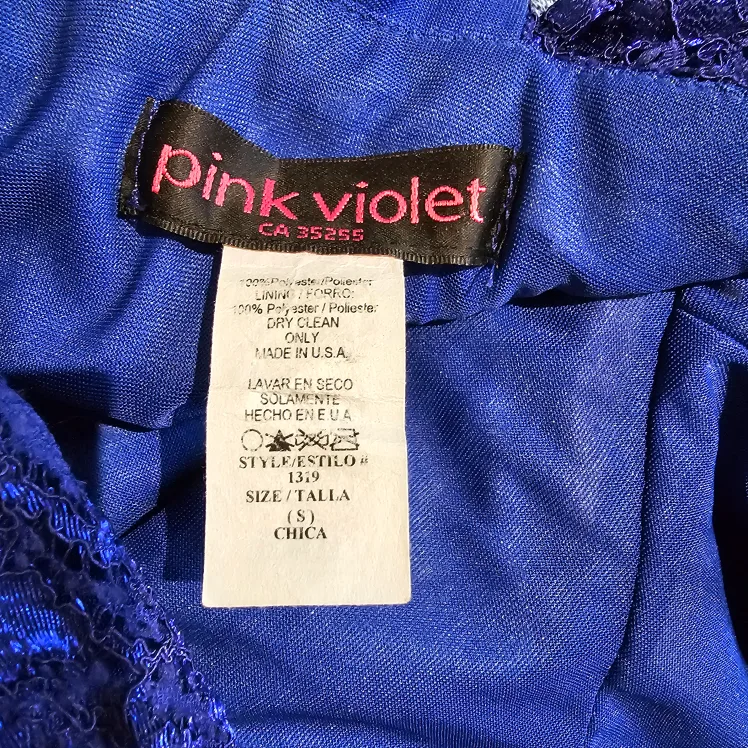 pink violet
CA 35255
100% Polyester/Poliester
LINING / FORRO:
100% Polyester / Poliester
DRY CLEAN
ONLY
MADE IN U.S.A.
LAVAR EN SECO
SOLAMENTE
HECHO EN E U A
STYLE/ESTILO #
1319
SIZE / TALLA
( S )
CHICA